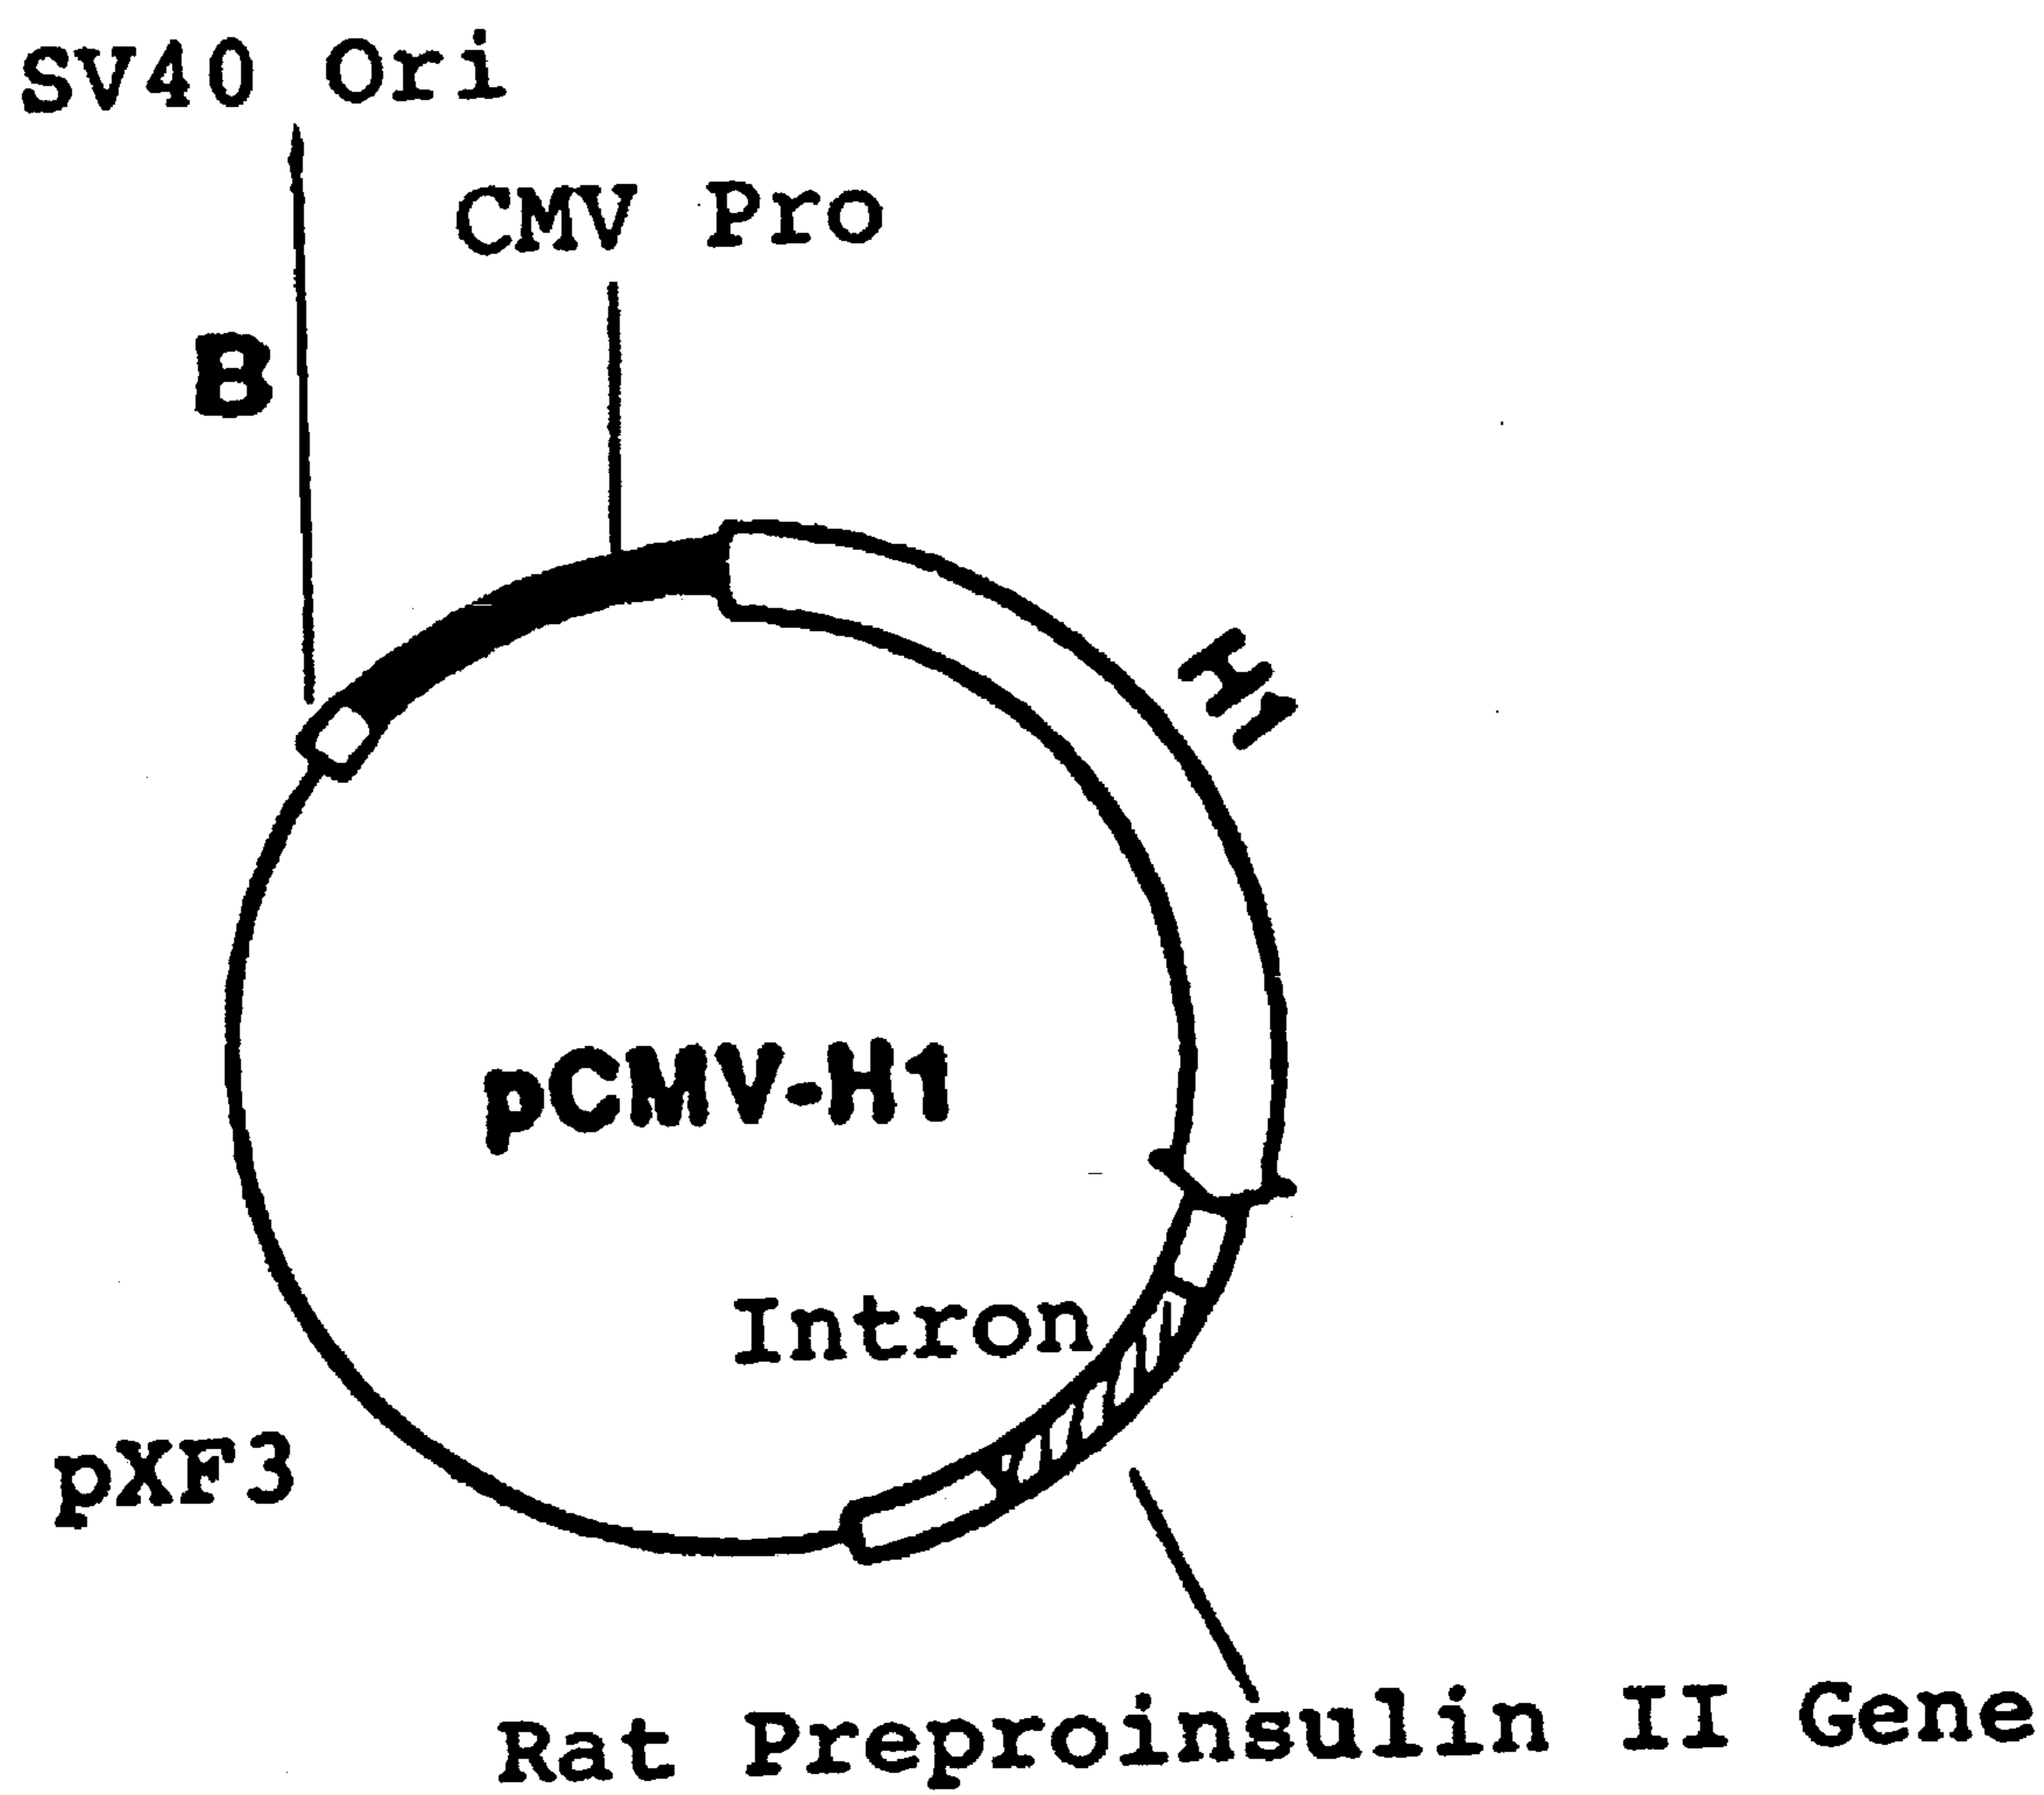 SV40 Ori
CMV Pro
B
H1
pCMV-H1
Intron
pXF3
Rat Preproinsulin II Gene